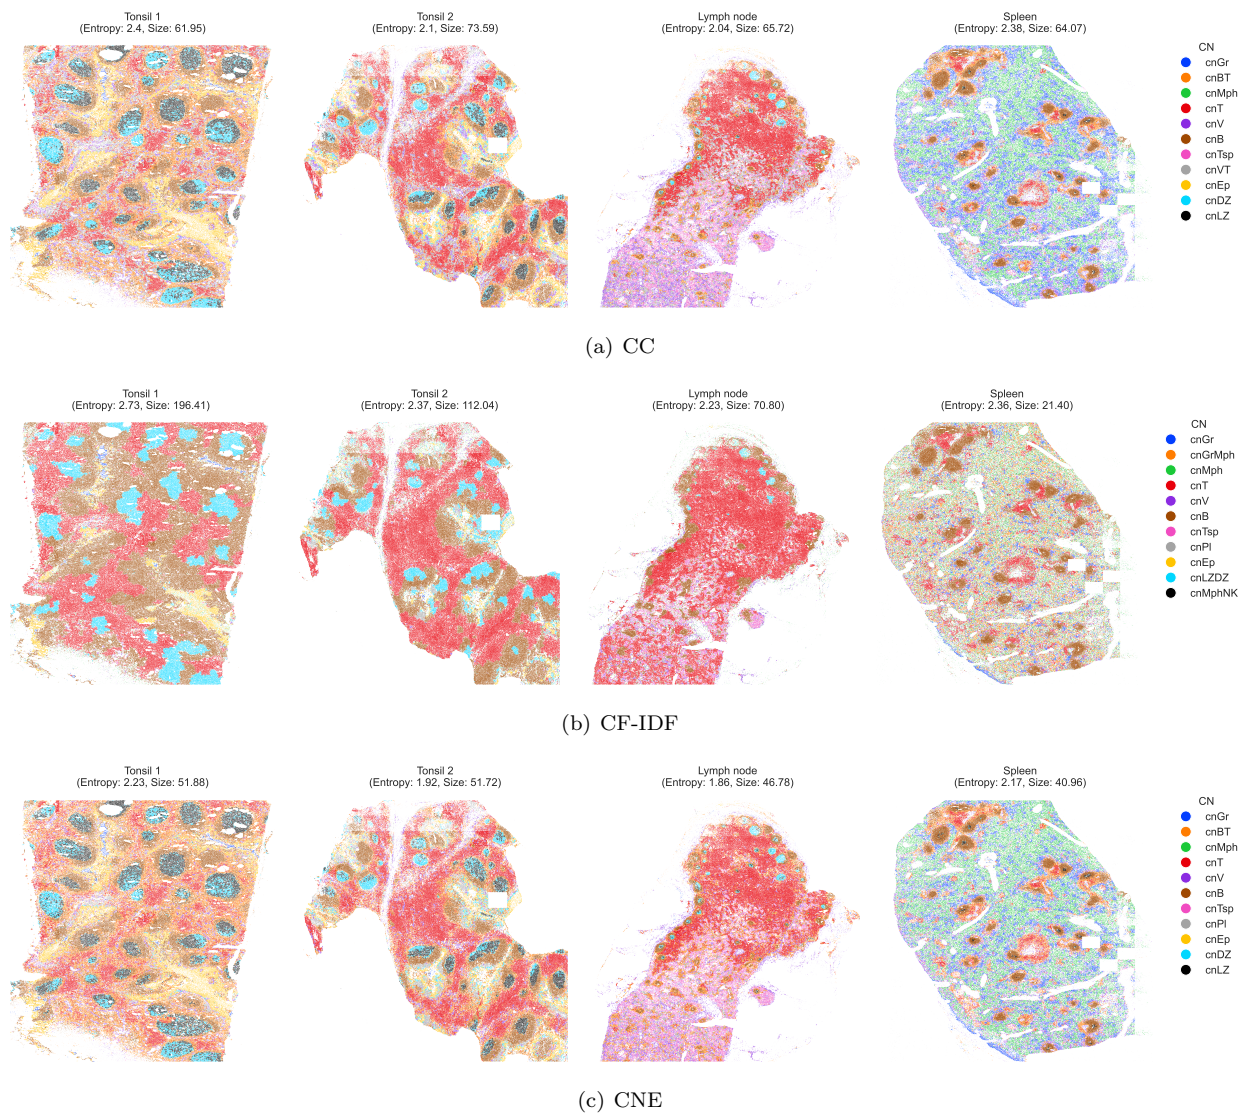 Tonsil 1
(Entropy: 2.4, Size: 61.95)
Tonsil 2
(Entropy: 2.1, Size: 73.59)
Lymph node
(Entropy: 2.04, Size: 65.72)
Spleen
(Entropy: 2.38, Size: 64.07)
CN
cnGr
cnBT
cnMph
cnT
cnV
cnB
cnTsp
cnVT
cnEp
cnDZ
cnLZ
(a) CC
Tonsil 1
(Entropy: 2.73, Size: 196.41)
Tonsil 2
(Entropy: 2.37, Size: 112.04)
Lymph node
(Entropy: 2.23, Size: 70.80)
Spleen
(Entropy: 2.36, Size: 21.40)
CN
cnGr
cnGrMph
cnMph
cnT
cnV
cnB
cnTsp
cnPl
cnEp
cnLZDZ
cnMphNK
(b) CF-IDF
Tonsil 1
(Entropy: 2.23, Size: 51.88)
Tonsil 2
(Entropy: 1.92, Size: 51.72)
Lymph node
(Entropy: 1.86, Size: 46.78)
Spleen
(Entropy: 2.17, Size: 40.96)
CN
cnGr
cnBT
cnMph
cnT
cnV
cnB
cnTsp
cnPl
cnEp
cnDZ
cnLZ
(c) CNE